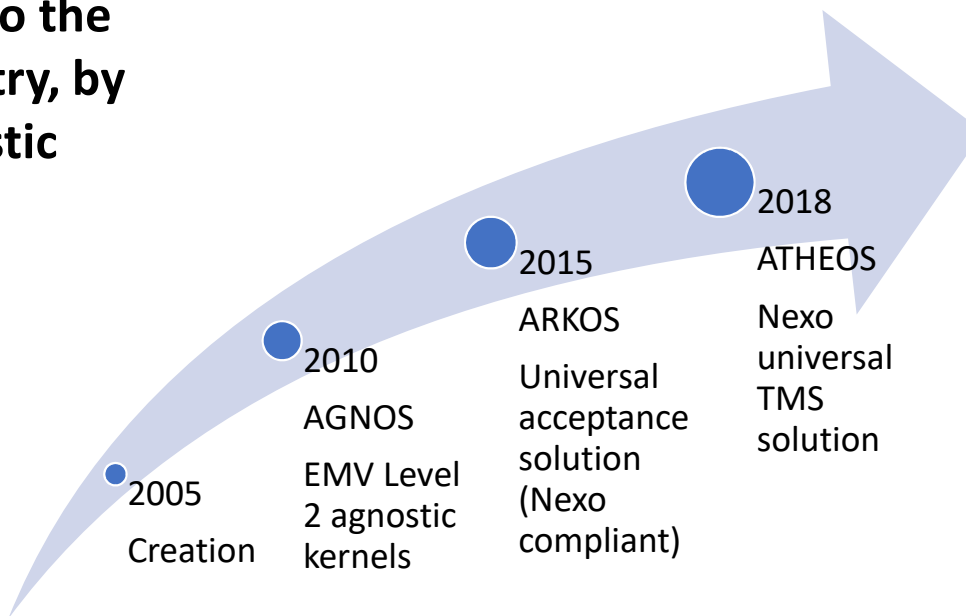 o the
try, by
stic
2005
Creation
2010
AGNOS
EMV Level
2 agnostic
kernels
2015
ARKOS
Universal
acceptance
solution
(Nexo
compliant)
2018
ATHEOS
Nexo
universal
TMS
solution